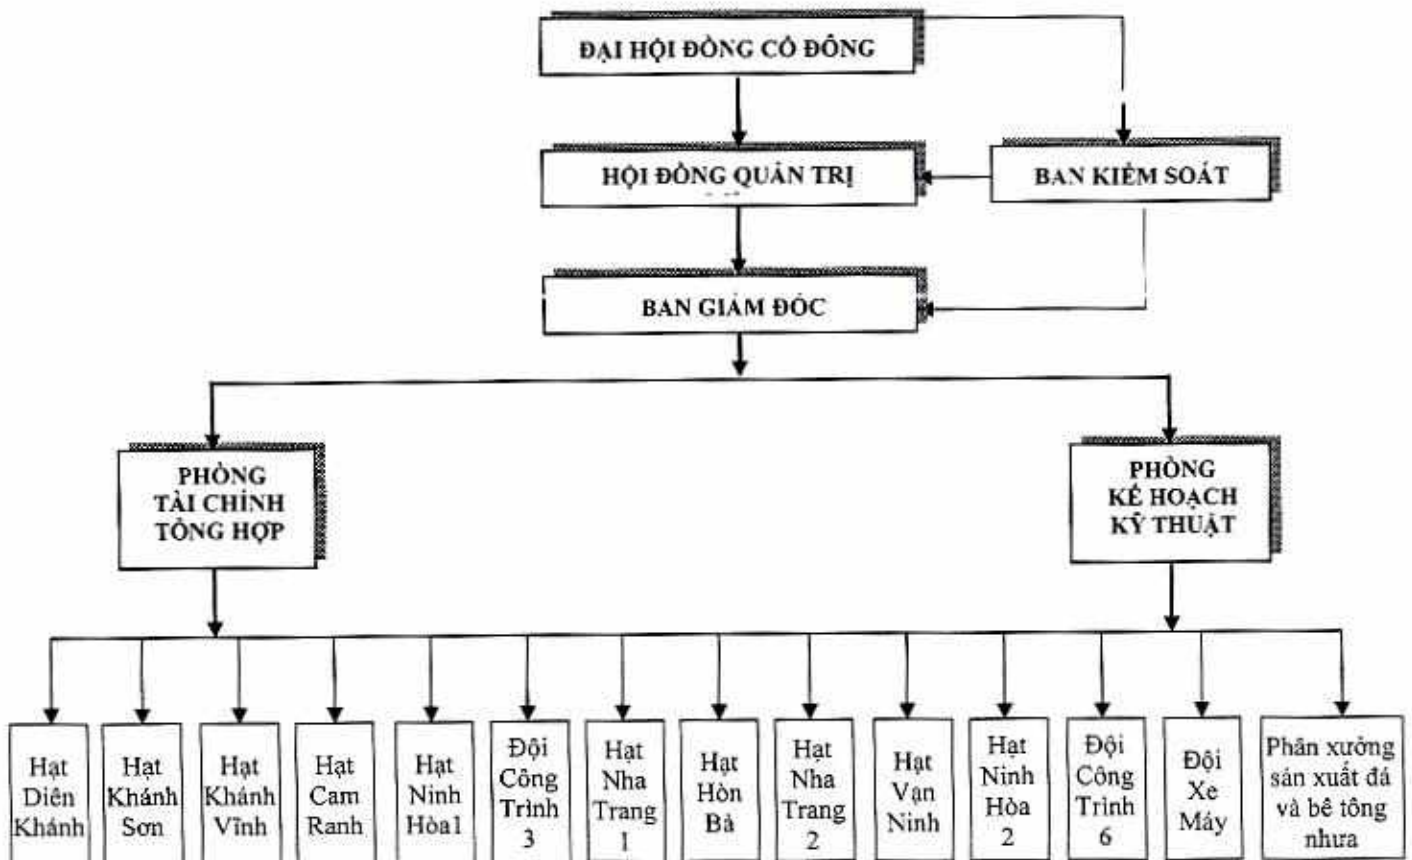 ĐẠI HỘI ĐỒNG CỔ ĐÔNG
HỘI ĐỒNG QUẢN TRỊ
BAN KIỂM SOÁT
BAN GIÁM ĐỐC
PHÒNG
TÀI CHÍNH
TỔNG HỢP
PHÒNG
KẾ HOẠCH
KỸ THUẬT
Hạt
Diên
Khánh
Hạt
Khánh
Sơn
Hạt
Khánh
Vĩnh
Hạt
Cam
Ranh
Hạt
Ninh
Hòa1
Đội
Công
Trình
3
Hạt
Nha
Trang
1
Hạt
Hòn
Bà
Hạt
Nha
Trang
2
Hạt
Vạn
Ninh
Hạt
Ninh
Hòa
2
Đội
Công
Trình
6
Đội
Xe
Máy
Phân xưởng
sản xuất đá
và bê tông
nhưa